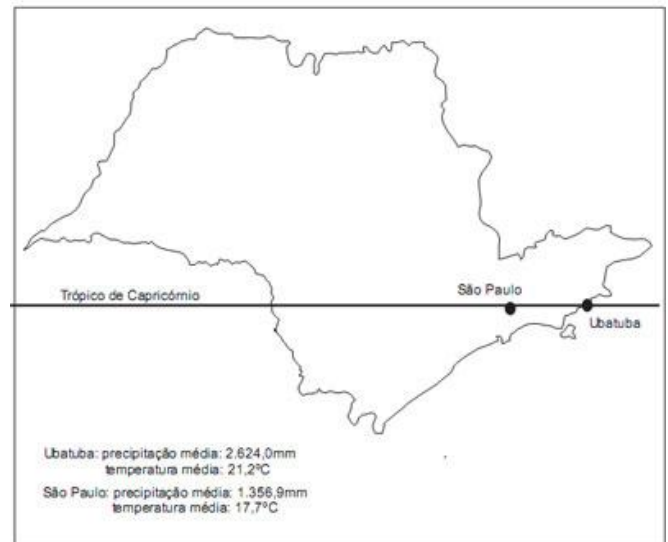 São Paulo
Trópico de Capricórnio
Ubatuba
Ubatuba: precipitação média: 2.624,0mm
temperatura média: 21,2ºC
São Paulo: precipitação média: 1.356,9mm
temperatura média: 17,7ºC